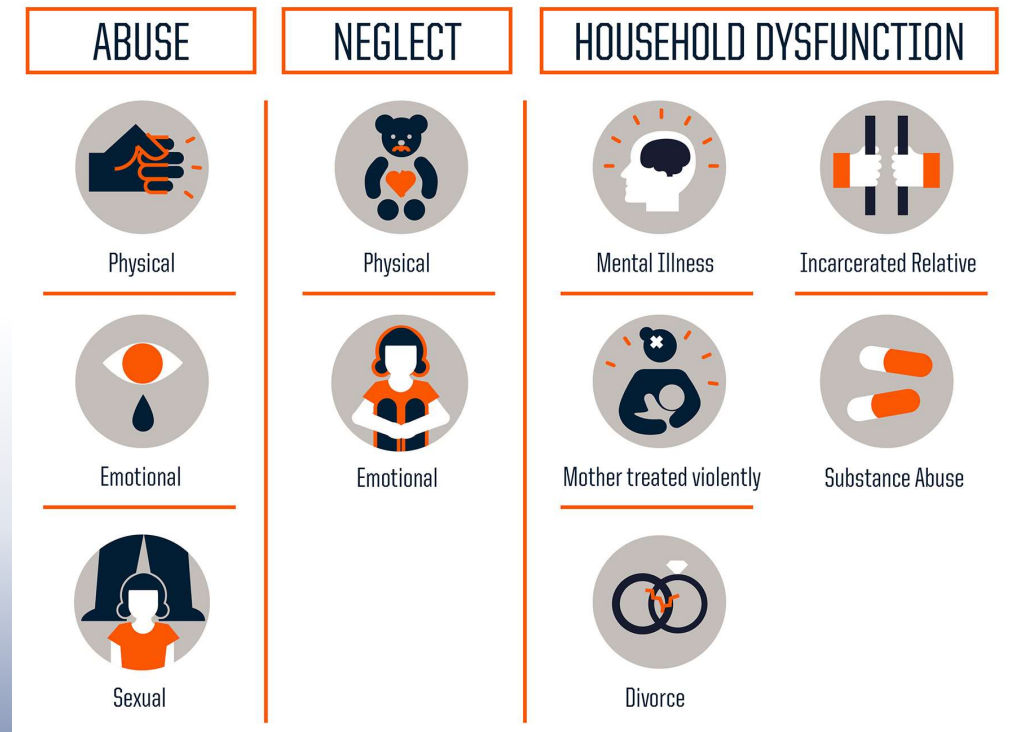 ABUSE
NEGLECT
HOUSEHOLD DYSFUNCTION
Physical
Emotional
Sexual
Physical
Emotional
Mental Illness
Incarcerated Relative
Mother treated violently
Substance Abuse
Divorce